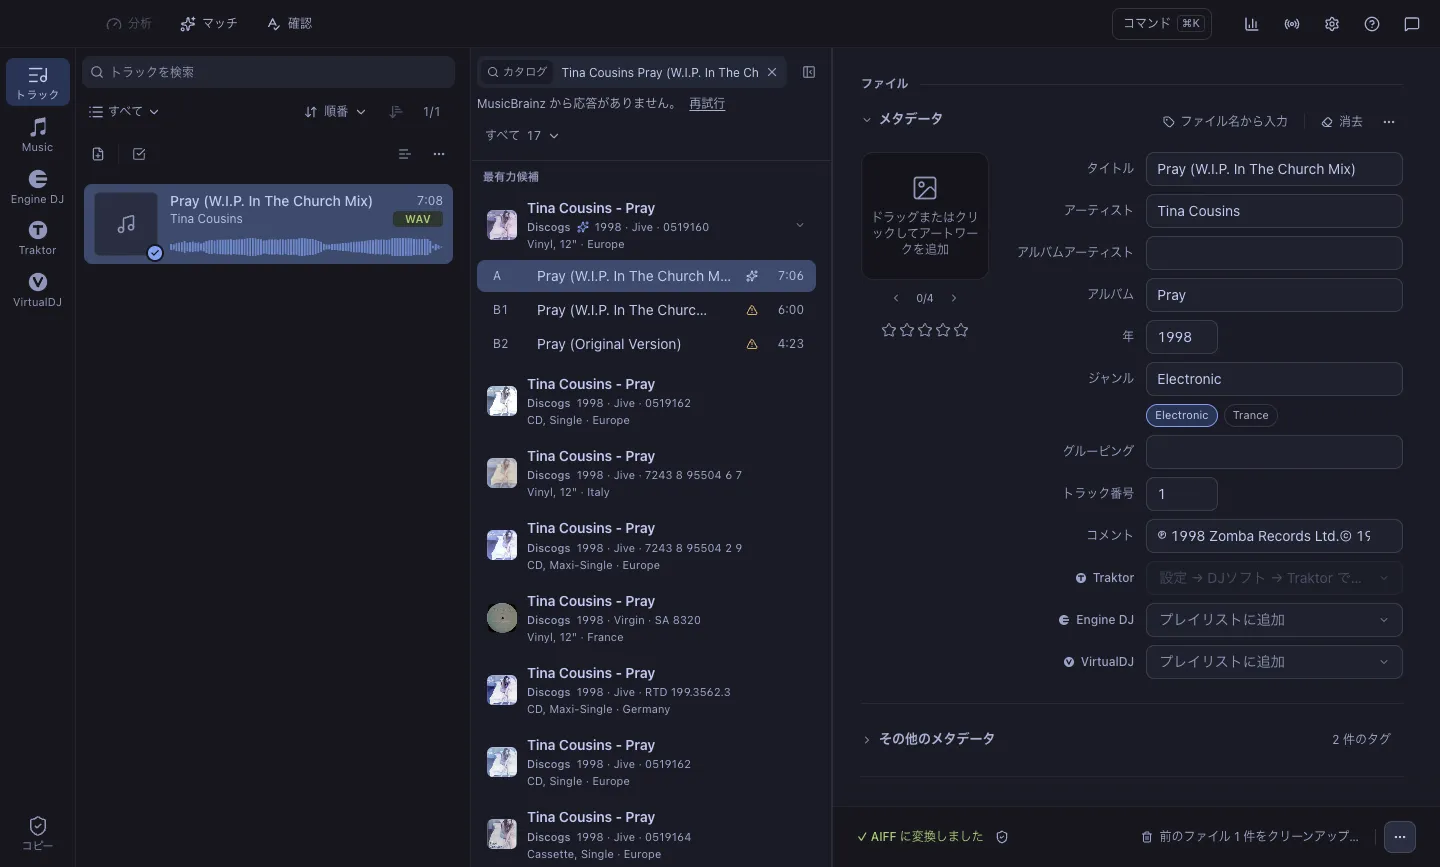 分析
マッチ
確認
コマンド ⌘K
トラック
Music
Engine DJ
Traktor
VirtualDJ
コピー
トラックを検索
すべて
順番
1/1
Pray (W.I.P. In The Church Mix) 7:08
Tina Cousins WAV
カタログ Tina Cousins Pray (W.I.P. In The Ch
MusicBrainz から応答がありません。 再試行
すべて 17
最有力候補
Tina Cousins - Pray
Discogs 1998 · Jive · 0519160
Vinyl, 12" · Europe
A Pray (W.I.P. In The Church M... 7:06
B1 Pray (W.I.P. In The Churc... 6:00
B2 Pray (Original Version) 4:23
Tina Cousins - Pray
Discogs 1998 · Jive · 0519162
CD, Single · Europe
Tina Cousins - Pray
Discogs 1998 · Jive · 7243 8 95504 6 7
Vinyl, 12" · Italy
Tina Cousins - Pray
Discogs 1998 · Jive · 7243 8 95504 2 9
CD, Maxi-Single · Europe
Tina Cousins - Pray
Discogs 1998 · Virgin · SA 8320
Vinyl, 12" · France
Tina Cousins - Pray
Discogs 1998 · Jive · RTD 199.3562.3
CD, Maxi-Single · Germany
Tina Cousins - Pray
Discogs 1998 · Jive · 0519162
CD, Single · Europe
Tina Cousins - Pray
Discogs 1998 · Jive · 0519164
Cassette, Single · Europe
ファイル
メタデータ
ファイル名から入力
消去
ドラッグまたはクリ
ックしてアートワー
クを追加
0/4
タイトル Pray (W.I.P. In The Church Mix)
アーティスト Tina Cousins
アルバムアーティスト
アルバム Pray
年 1998
ジャンル Electronic
Electronic Trance
グルーピング
トラック番号 1
コメント ℗ 1998 Zomba Records Ltd.© 19
Traktor 設定 → DJソフト → Traktor で...
Engine DJ プレイリストに追加
VirtualDJ プレイリストに追加
その他のメタデータ 2 件のタグ
✓ AIFF に変換しました
前のファイル 1 件をクリーンアップ...